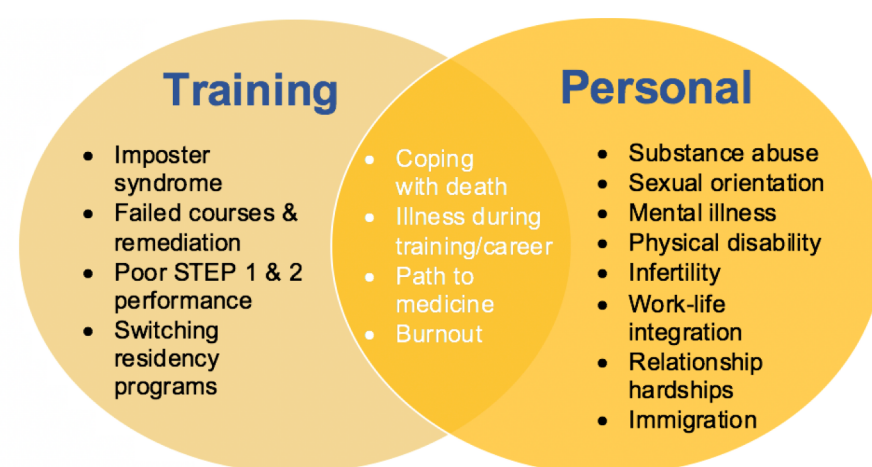 Training
• Imposter
syndrome
• Failed courses &
remediation
• Poor STEP 1 & 2
performance
• Switching
residency
programs
• Coping
with death
• Illness during
training/career
• Path to
medicine
• Burnout
Personal
• Substance abuse
• Sexual orientation
• Mental illness
• Physical disability
• Infertility
• Work-life
integration
• Relationship
hardships
• Immigration